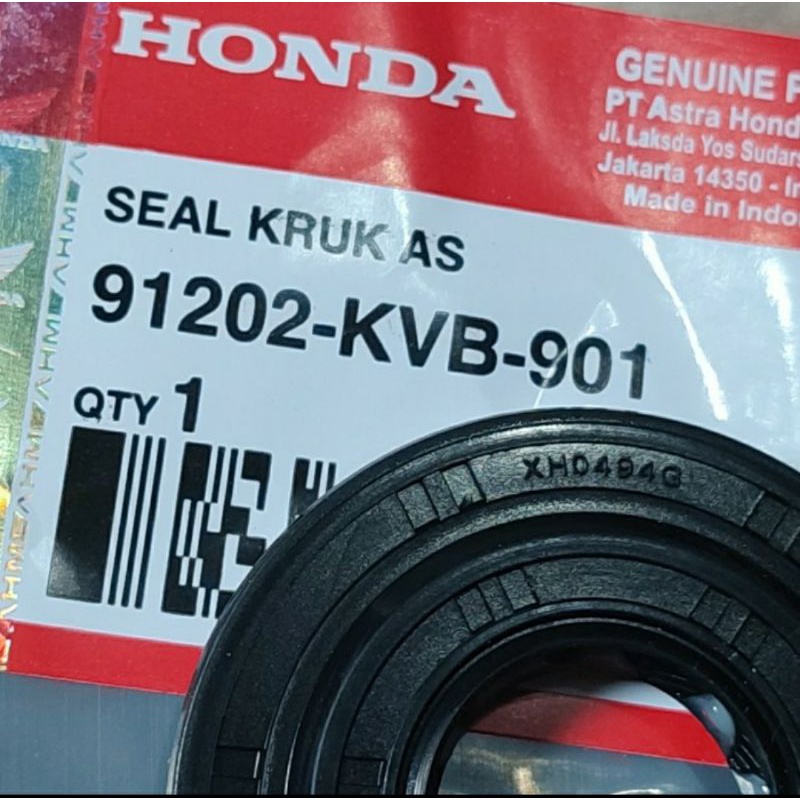 HONDA
GENUINE P
PT Astra Hond
Jl. Laksda Yos Sudars
Jakarta 14350 - In
Made in Indo
SEAL KRUK AS
91202-KVB-901
QTY 1
XH0494G
AHM